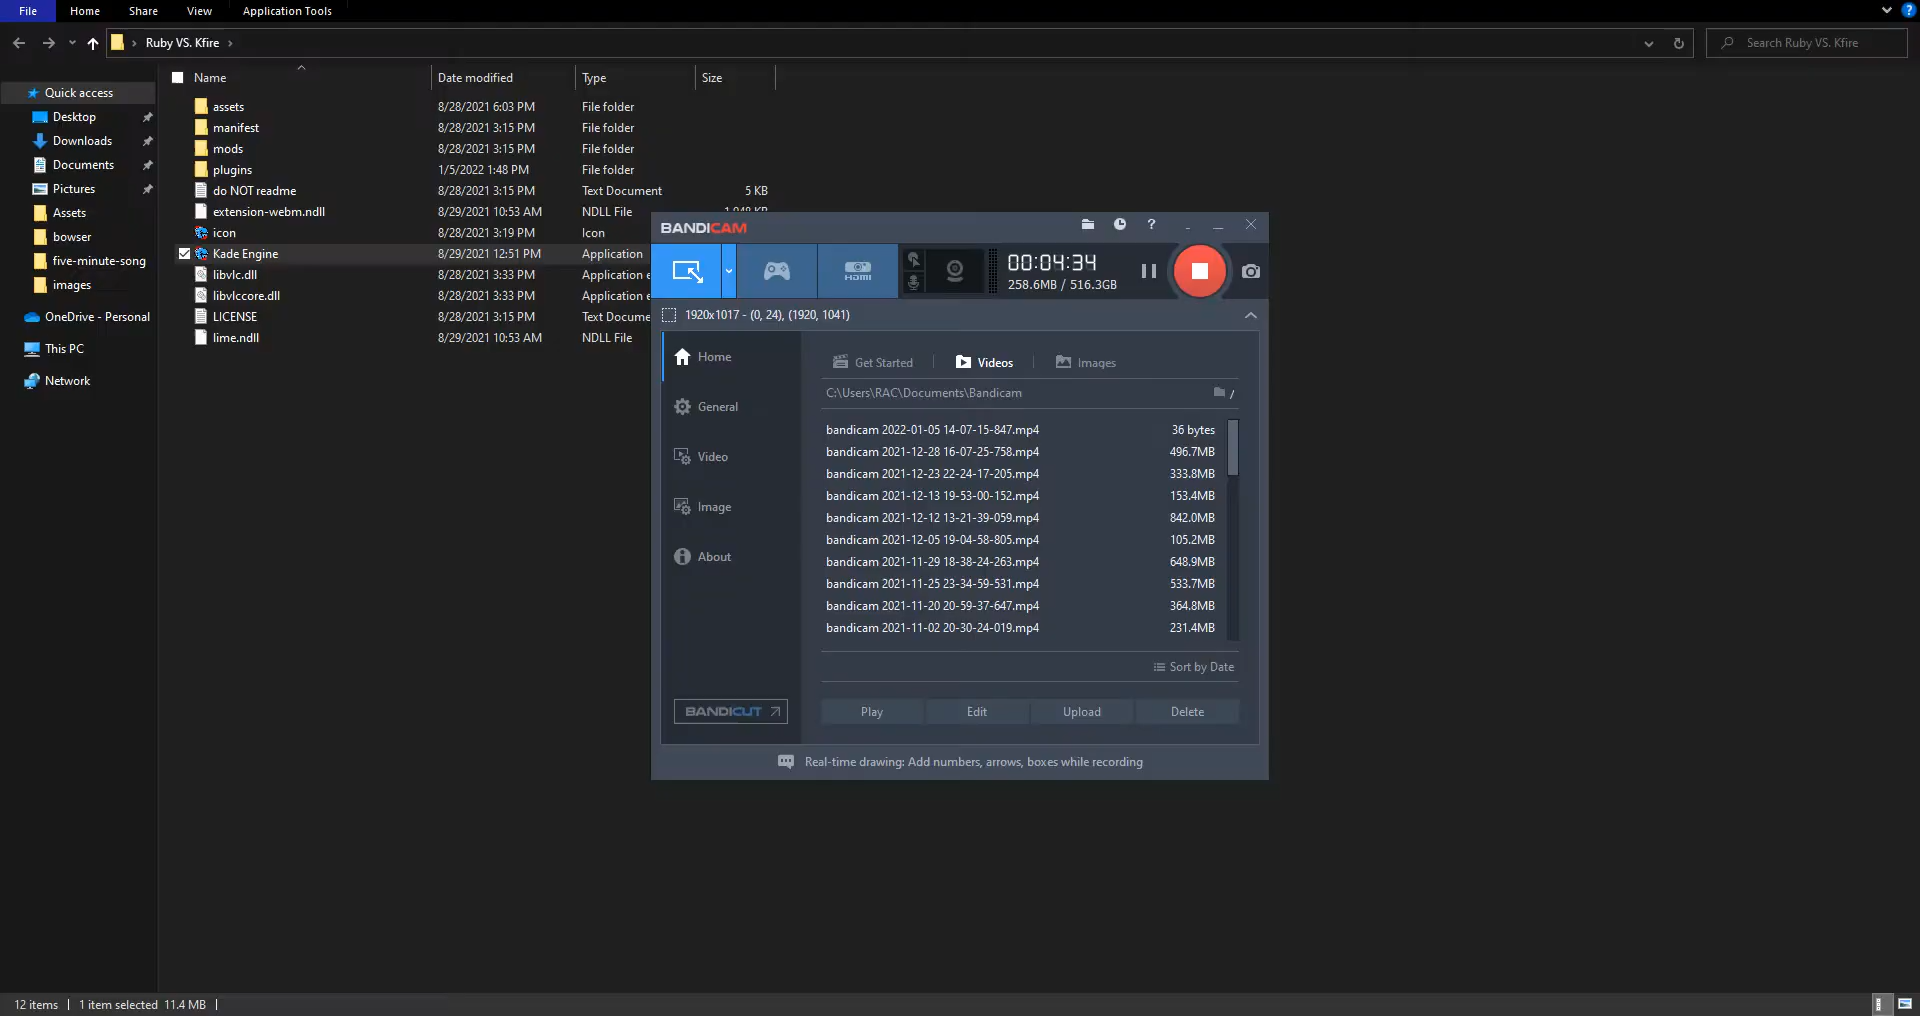 File Home Share View Application Tools
Ruby VS. Kfire
Search Ruby VS. Kfire
Name Date modified Type Size
Quick access
Desktop
Downloads
Documents
Pictures
Assets
bowser
five-minute-song
images
OneDrive - Personal
This PC
Network
assets 8/28/2021 6:03 PM File folder
manifest 8/28/2021 3:15 PM File folder
mods 8/28/2021 3:15 PM File folder
plugins 1/5/2022 1:48 PM File folder
do NOT readme 8/28/2021 3:15 PM Text Document 5 KB
extension-webm.ndll 8/29/2021 10:53 AM NDLL File 1,048 KB
icon 8/28/2021 3:19 PM Icon
Kade Engine 8/29/2021 12:51 PM Application
libvlc.dll 8/28/2021 3:33 PM Application e
libvlccore.dll 8/28/2021 3:33 PM Application e
LICENSE 8/28/2021 3:15 PM Text Docume
lime.ndll 8/29/2021 10:53 AM NDLL File
BANDICAM
?
HDMI
00:04:34
258.6MB / 516.3GB
1920x1017 - (0, 24), (1920, 1041)
Home
General
Video
Image
About
BANDICUT
Get Started Videos Images
C:\Users\RAC\Documents\Bandicam
bandicam 2022-01-05 14-07-15-847.mp4 36 bytes
bandicam 2021-12-28 16-07-25-758.mp4 496.7MB
bandicam 2021-12-23 22-24-17-205.mp4 333.8MB
bandicam 2021-12-13 19-53-00-152.mp4 153.4MB
bandicam 2021-12-12 13-21-39-059.mp4 842.0MB
bandicam 2021-12-05 19-04-58-805.mp4 105.2MB
bandicam 2021-11-29 18-38-24-263.mp4 648.9MB
bandicam 2021-11-25 23-34-59-531.mp4 533.7MB
bandicam 2021-11-20 20-59-37-647.mp4 364.8MB
bandicam 2021-11-02 20-30-24-019.mp4 231.4MB
Sort by Date
Play Edit Upload Delete
Real-time drawing: Add numbers, arrows, boxes while recording
12 items 1 item selected 11.4 MB